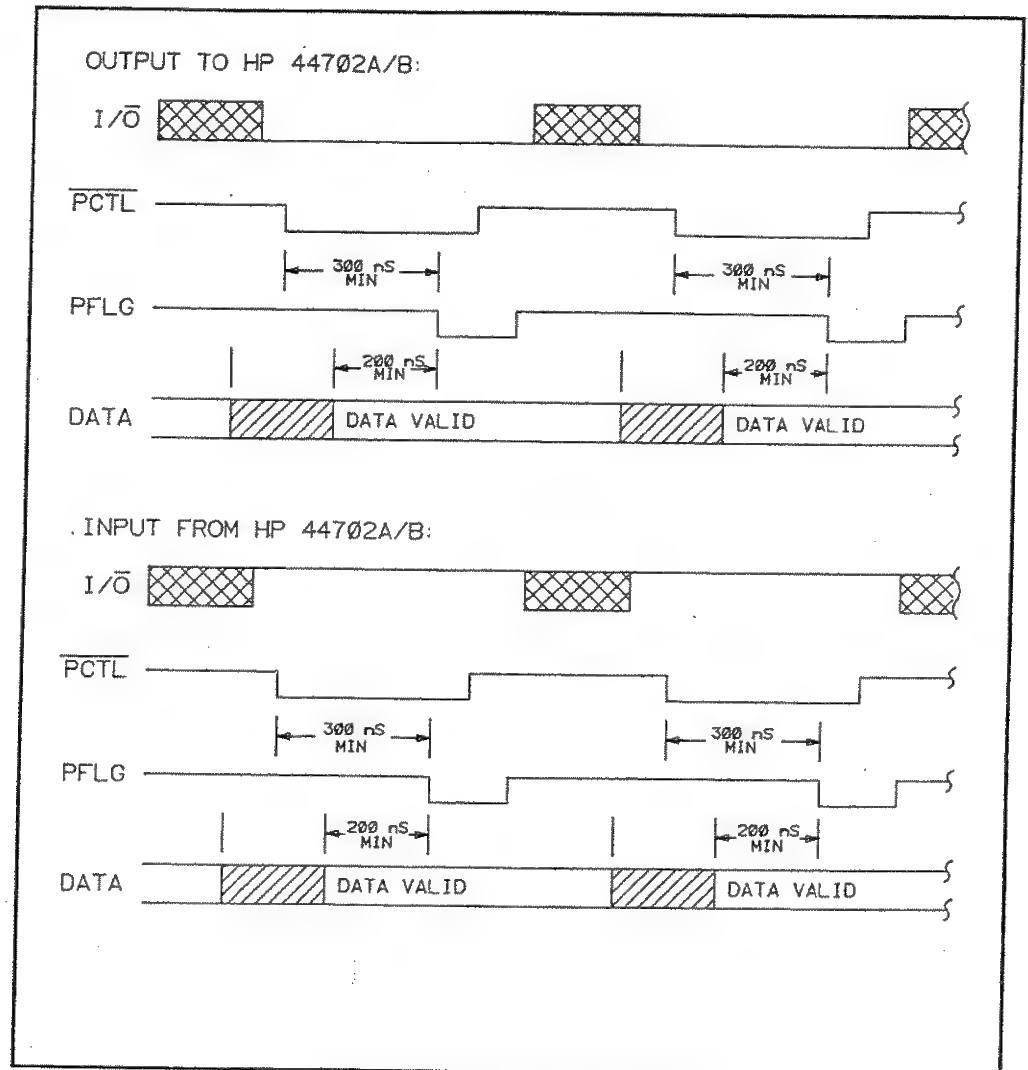 OUTPUT TO HP 44702A/B:
I/O̅
P̅C̅T̅L̅
300 nS MIN 300 nS MIN
PFLG
200 nS MIN 200 nS MIN
DATA DATA VALID DATA VALID
INPUT FROM HP 44702A/B:
I/O̅
P̅C̅T̅L̅
300 nS MIN 300 nS MIN
PFLG
200 nS MIN 200 nS MIN
DATA DATA VALID DATA VALID